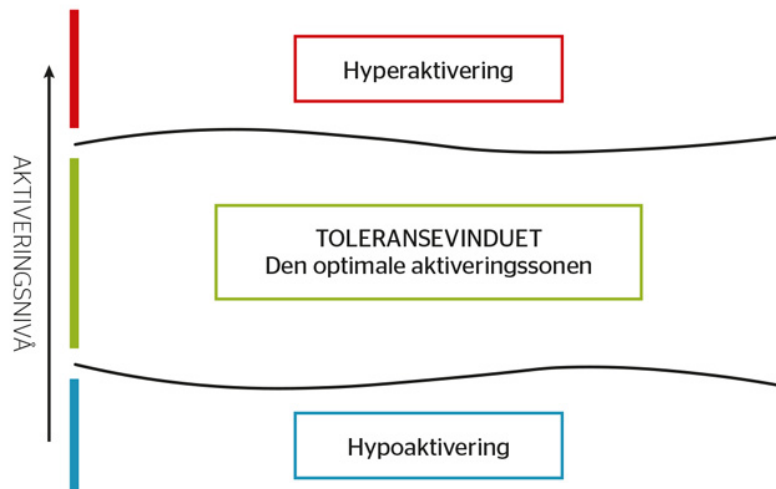 Hyperaktivering
AKTIVERINGSNIVÅ
TOLERANSEVINDUET
Den optimale aktiveringssonen
Hypoaktivering